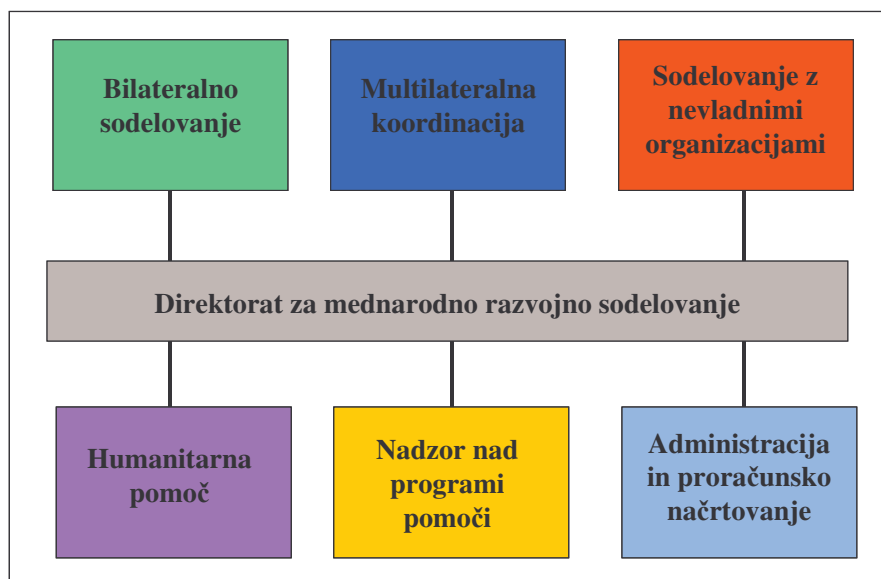 Bilateralno
sodelovanje
Multilateralna
koordinacija
Sodelovanje z
nevladnimi
organizacijami
Direktorat za mednarodno razvojno sodelovanje
Humanitarna
pomoč
Nadzor nad
programi
pomoči
Administracija
in proračunsko
načrtovanje